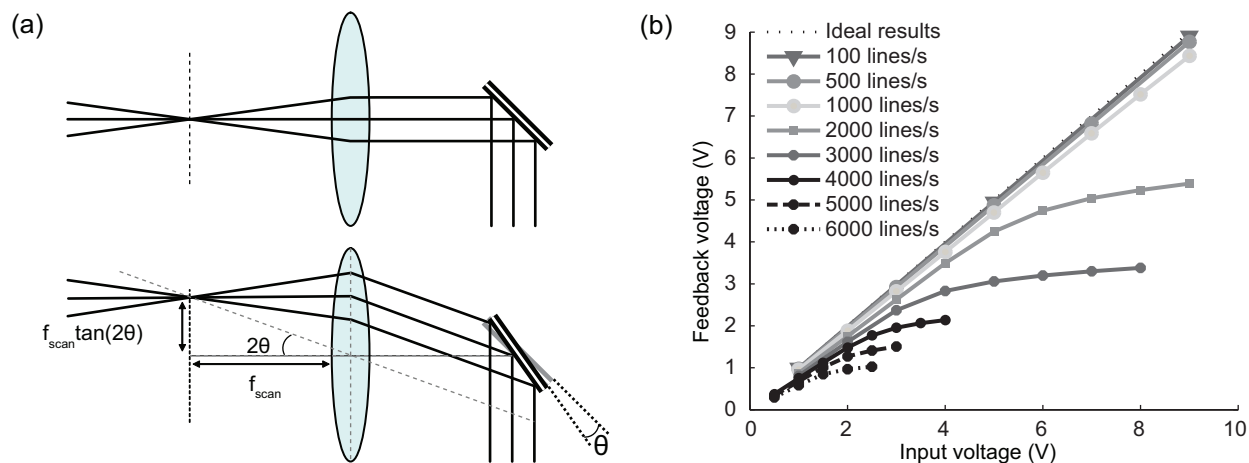 (a)
f_scan tan(2θ)
2θ
f_scan
θ
(b)
Ideal results
100 lines/s
500 lines/s
1000 lines/s
2000 lines/s
3000 lines/s
4000 lines/s
5000 lines/s
6000 lines/s
9
8
7
6
5
4
3
2
1
0
Feedback voltage (V)
2
4
6
8
10
Input voltage (V)